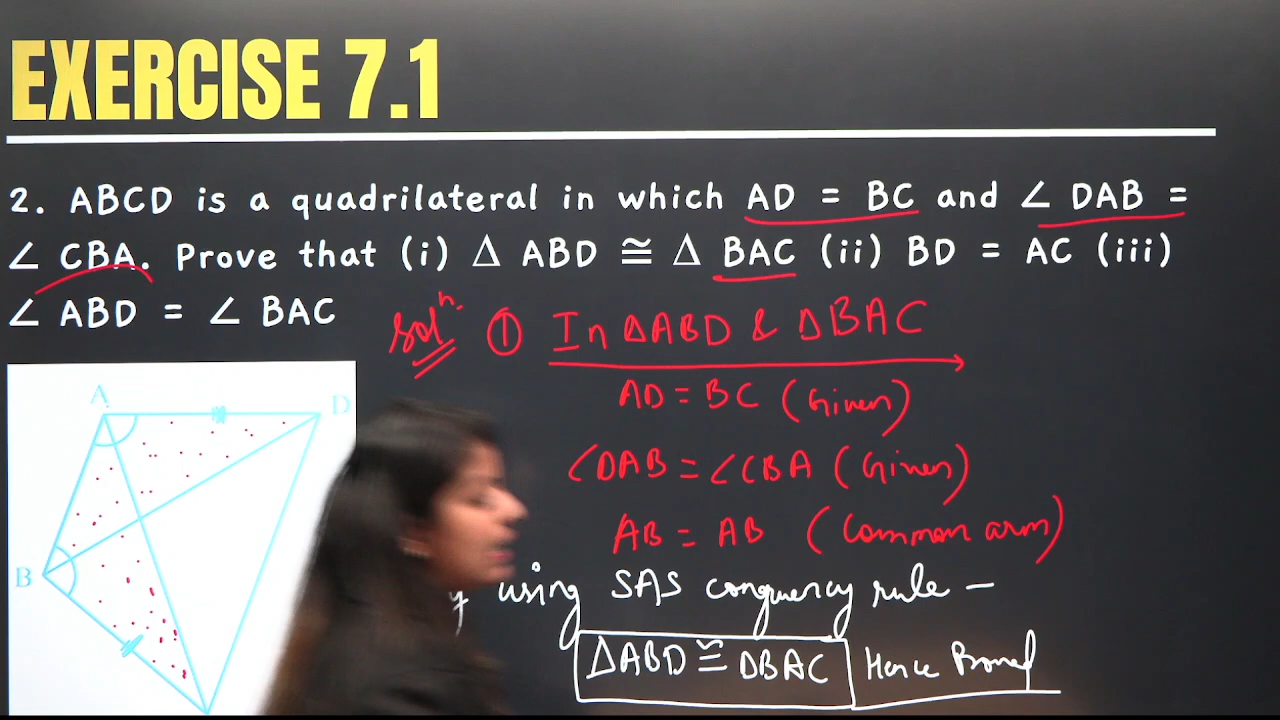 EXERCISE 7.1
2. ABCD is a quadrilateral in which AD = BC and ∠ DAB =
∠ CBA. Prove that (i) Δ ABD ≅ Δ BAC (ii) BD = AC (iii)
∠ ABD = ∠ BAC
Solⁿ. ① In ΔABD & ΔBAC
AD = BC (Given)
∠DAB = ∠CBA (Given)
AB = AB (Common arm)
y using SAS congruency rule –
ΔABD ≅ ΔBAC Hence Proved
A
D
B